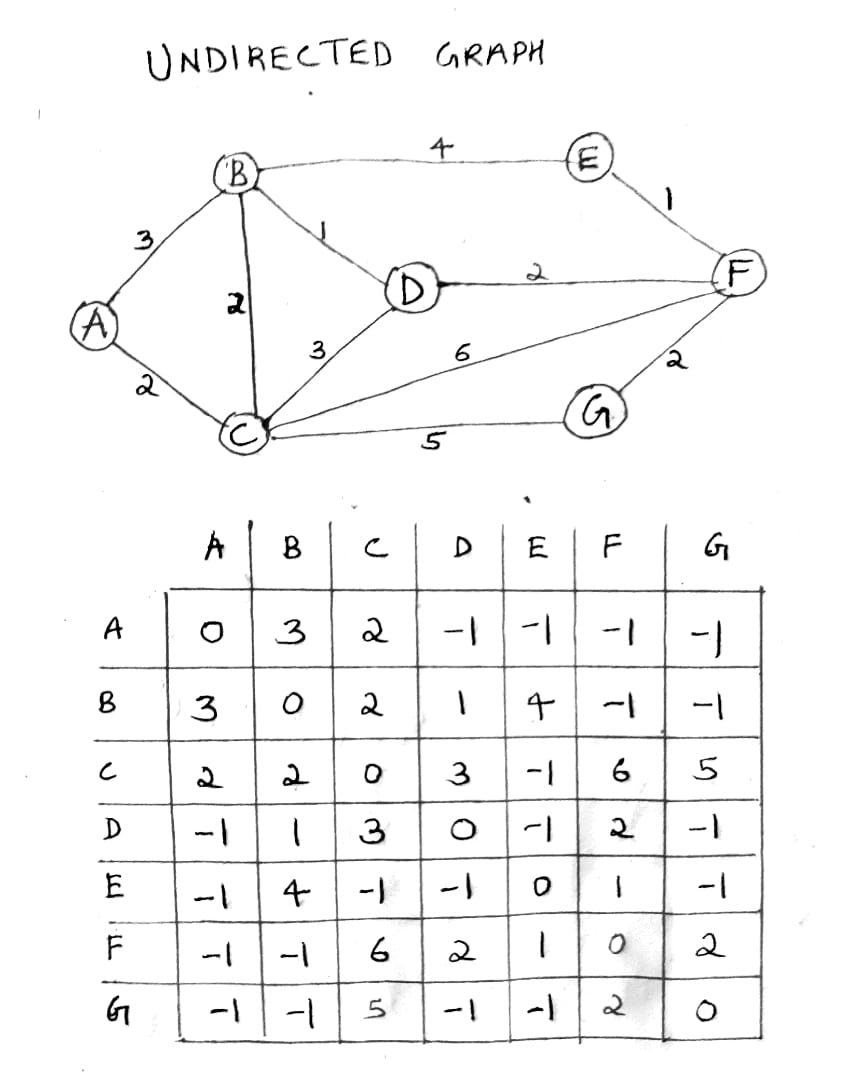 UNDIRECTED GRAPH
4
B
E
3
1
1
2
D
2
F
A
2
3
6
2
C
5
G
A B C D E F G
A 0 3 2 -1 -1 -1 -1
B 3 0 2 1 4 -1 -1
C 2 2 0 3 -1 6 5
D -1 1 3 0 -1 2 -1
E -1 4 -1 -1 0 1 -1
F -1 -1 6 2 1 0 2
G -1 -1 5 -1 -1 2 0